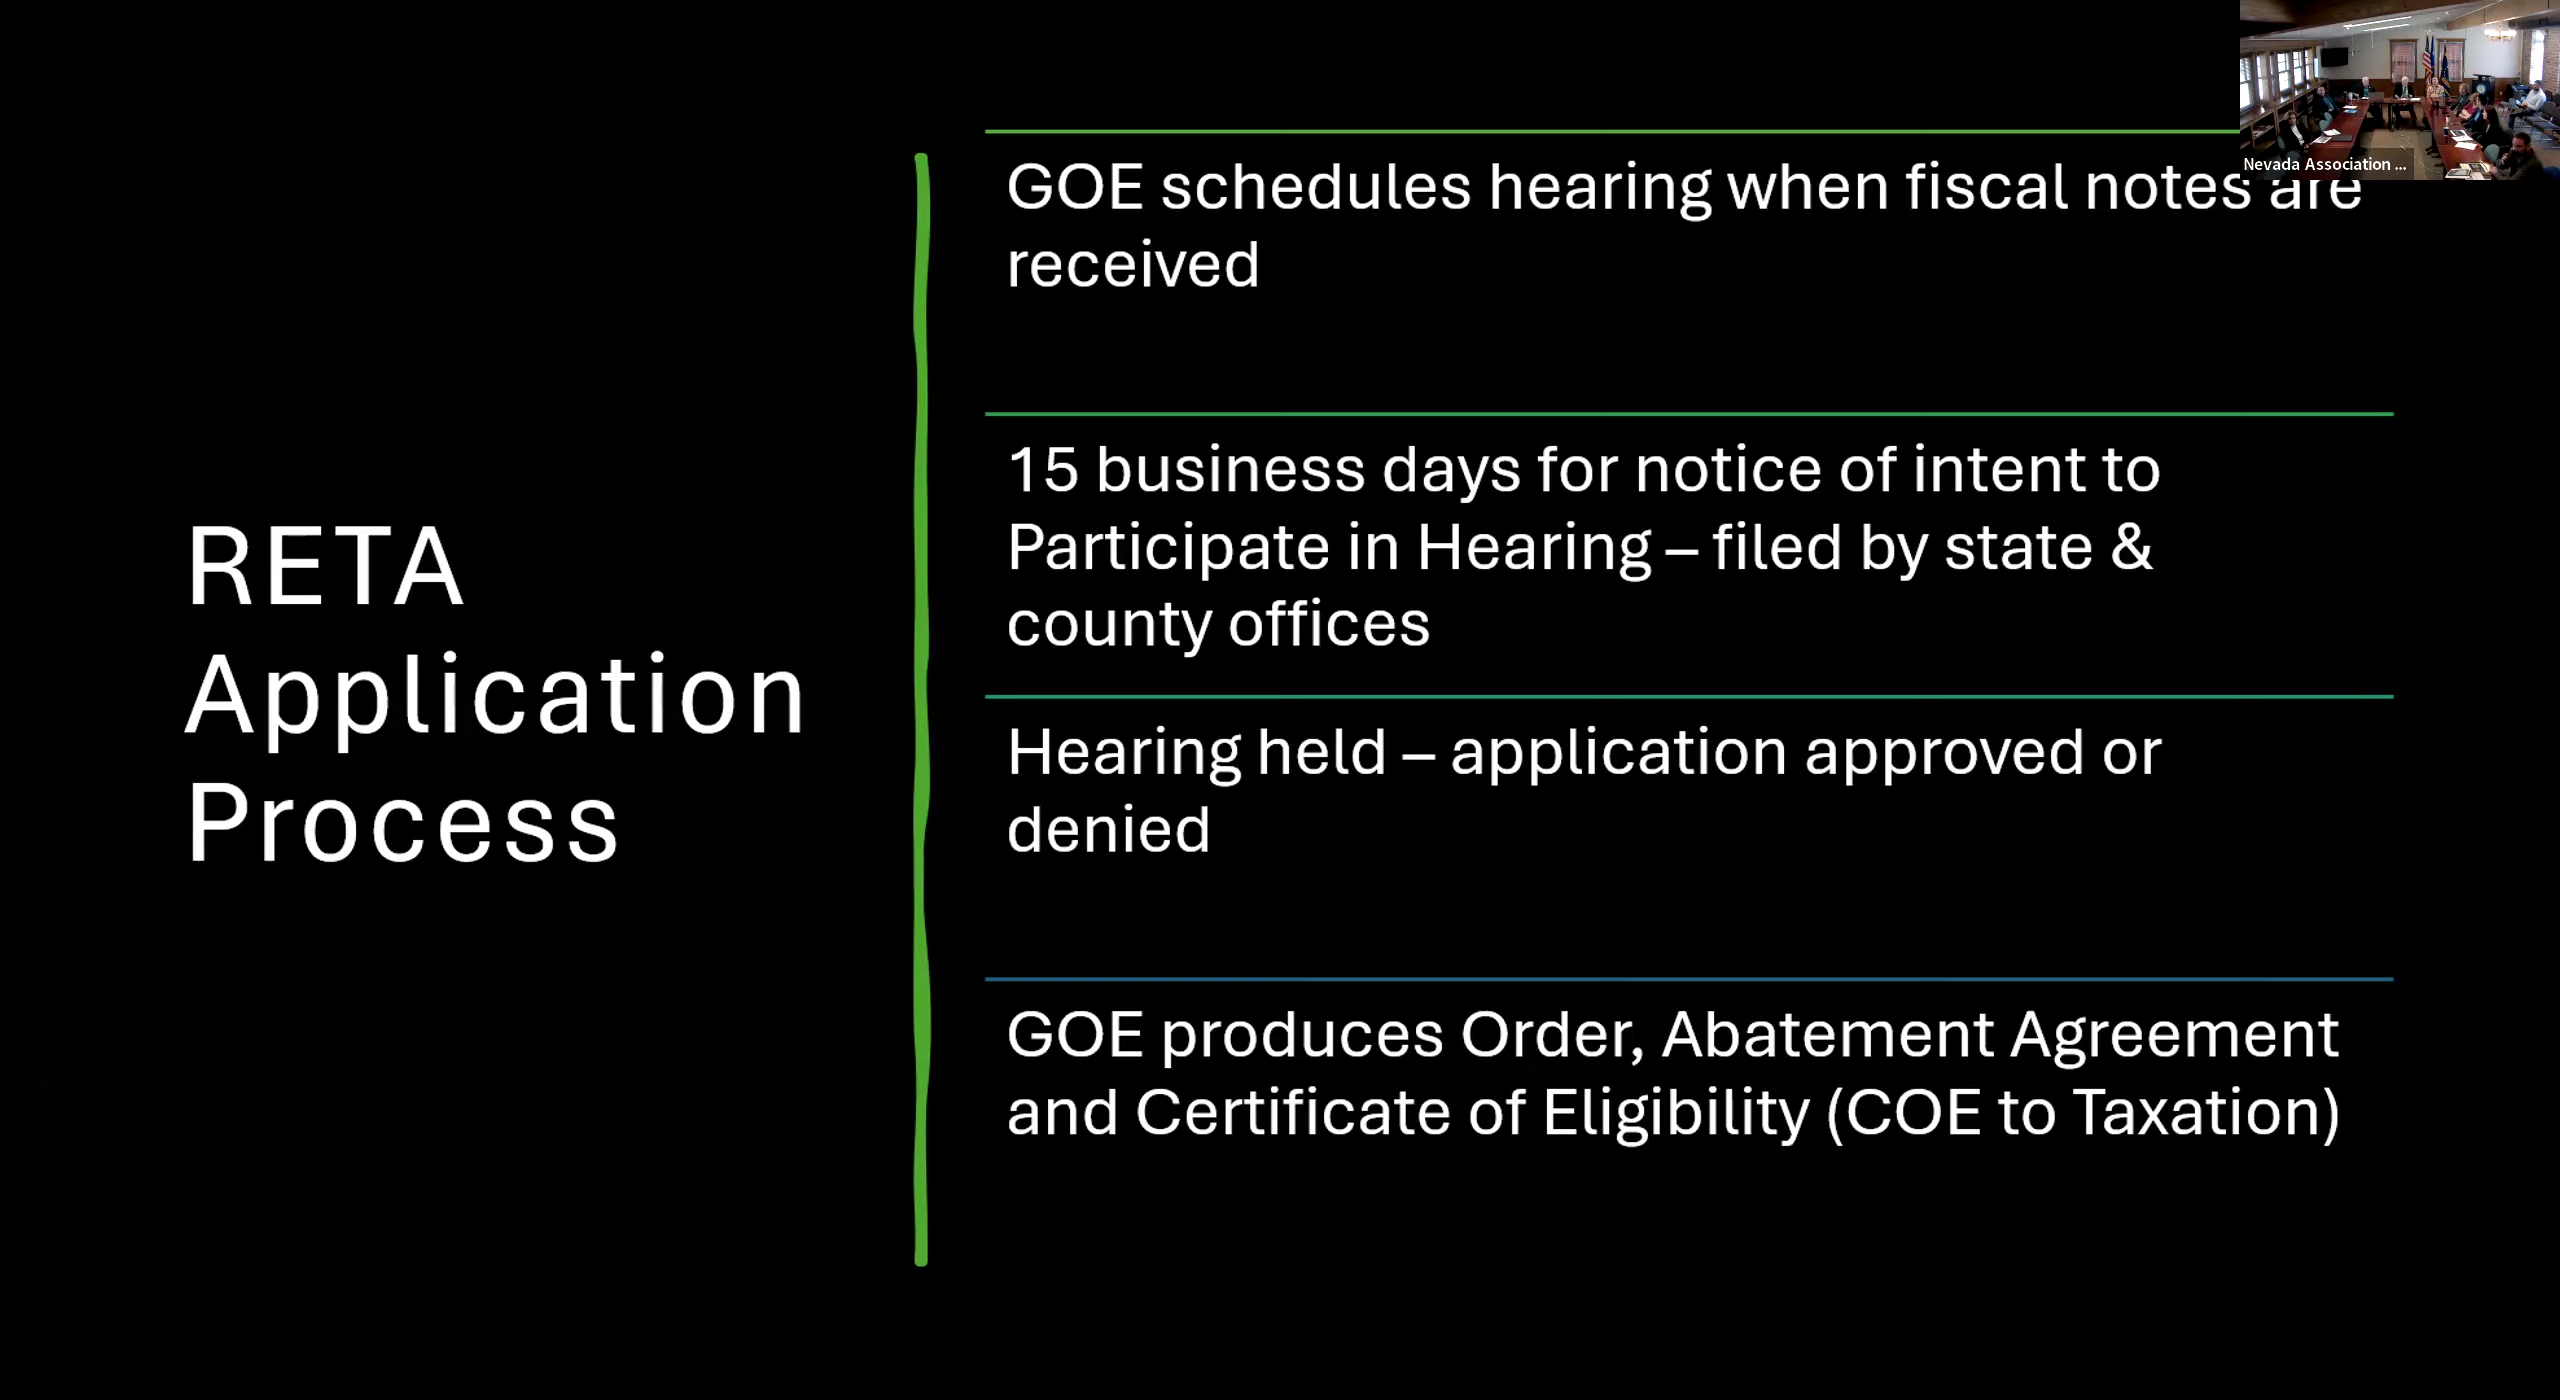 RETA
Application
Process
GOE schedules hearing when fiscal notes are
received
15 business days for notice of intent to
Participate in Hearing – filed by state &
county offices
Hearing held – application approved or
denied
GOE produces Order, Abatement Agreement
and Certificate of Eligibility (COE to Taxation)
Nevada Association ...